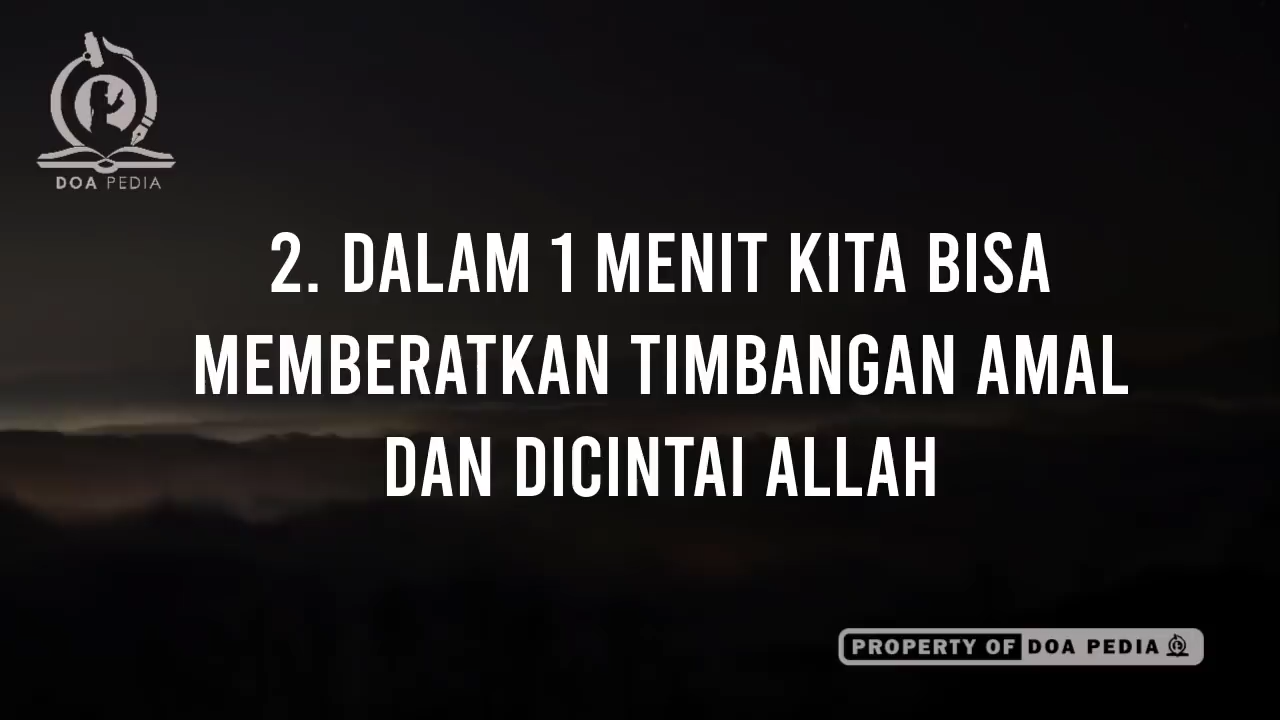 DOA PEDIA
2. DALAM 1 MENIT KITA BISA
MEMBERATKAN TIMBANGAN AMAL
DAN DICINTAI ALLAH
PROPERTY OF DOA PEDIA